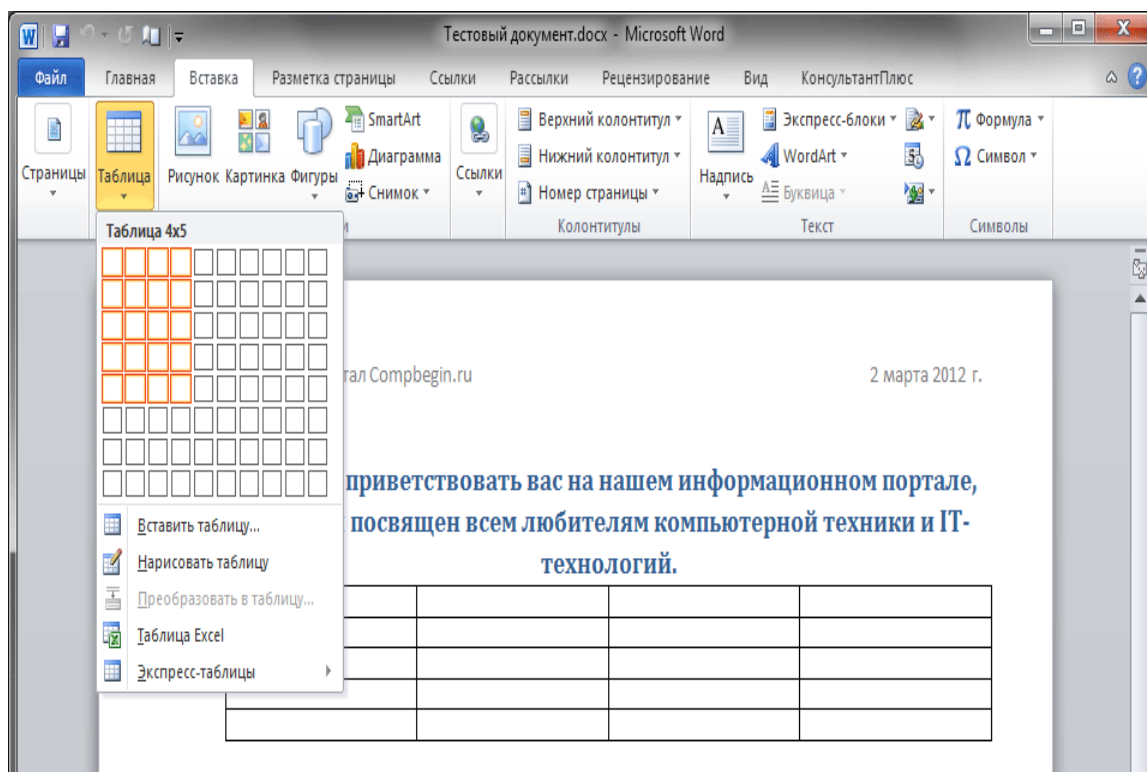 Тестовый документ.docx - Microsoft Word
Файл Главная Вставка Разметка страницы Ссылки Рассылки Рецензирование Вид КонсультантПлюс
Страницы
Таблица
Рисунок Картинка Фигуры
SmartArt
Диаграмма
Снимок
Ссылки
Верхний колонтитул
Нижний колонтитул
Номер страницы
Колонтитулы
Надпись
Экспресс-блоки
WordArt
Буквица
Текст
Формула
Символ
Символы
Таблица 4x5
Вставить таблицу...
Нарисовать таблицу
Преобразовать в таблицу...
Таблица Excel
Экспресс-таблицы
Compbegin.ru 2 марта 2012 г.
приветствовать вас на нашем информационном портале,
посвящен всем любителям компьютерной техники и IT-
технологий.